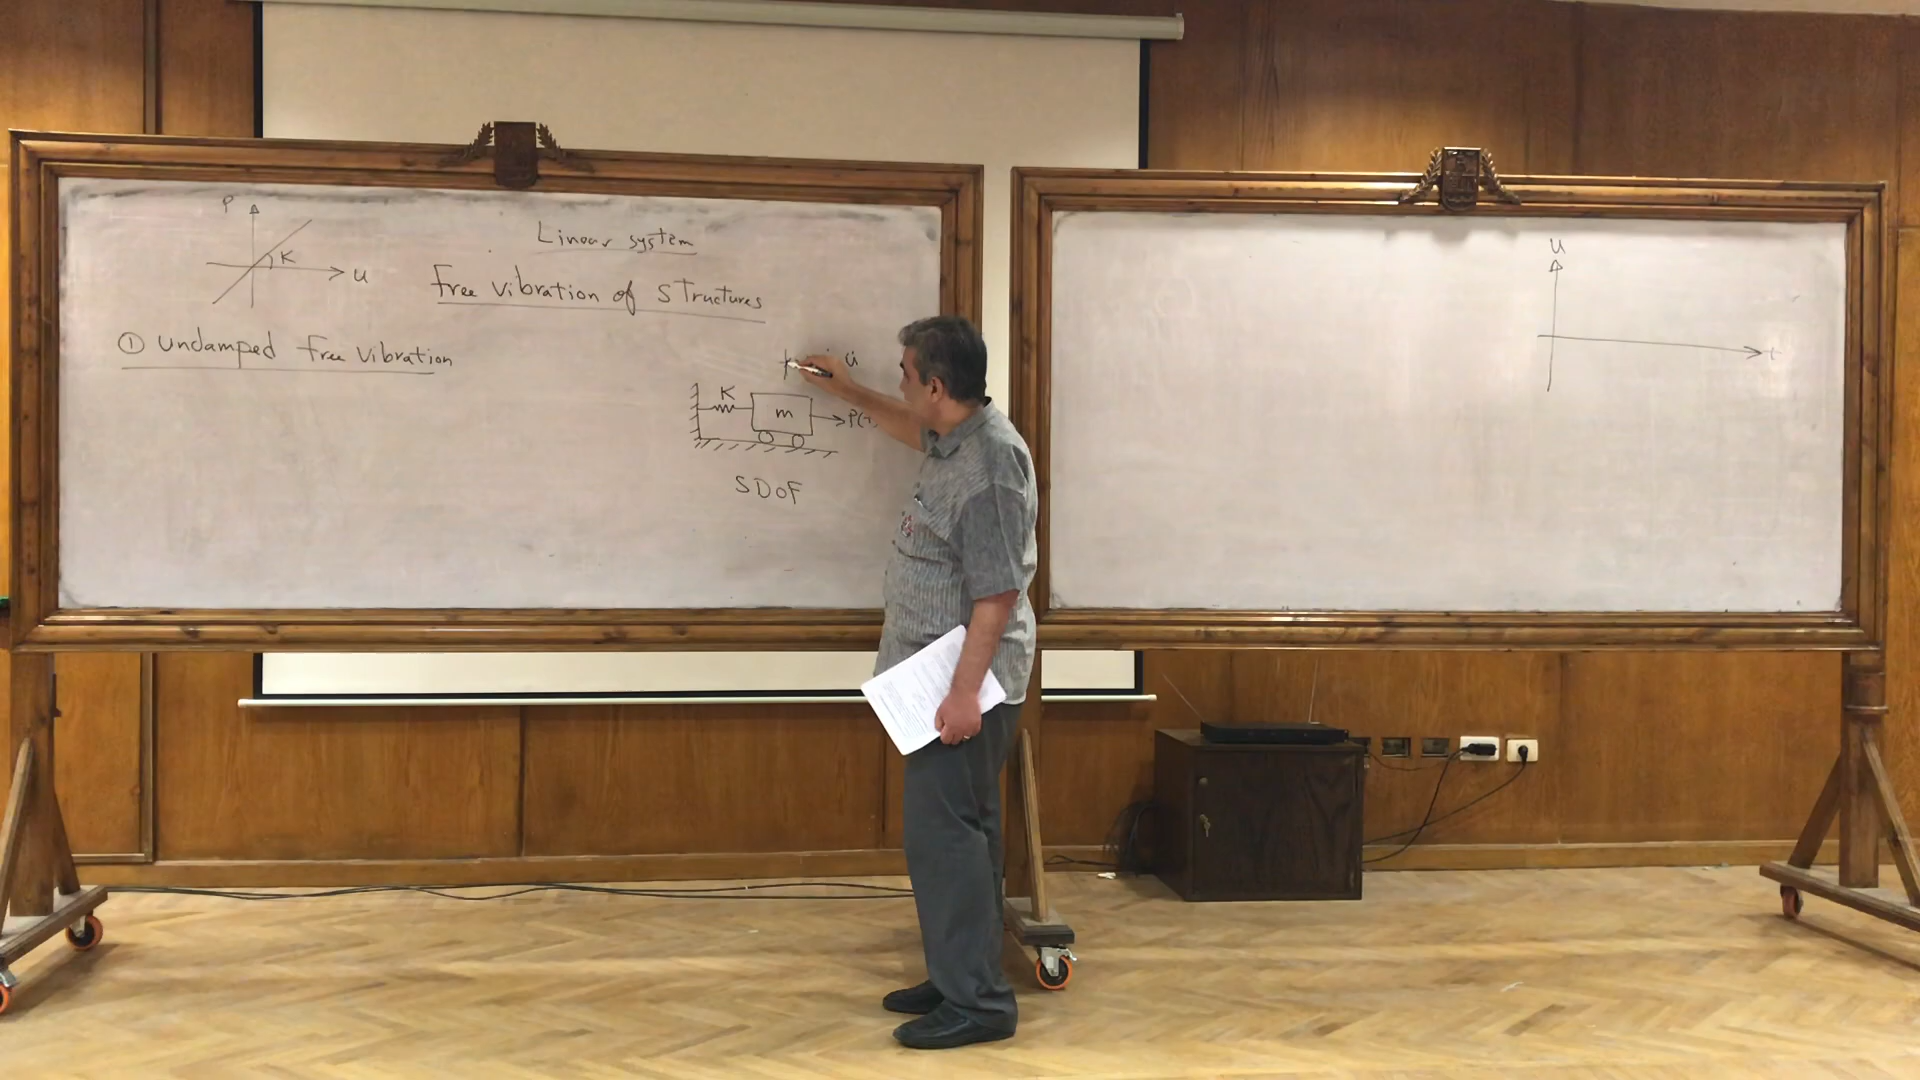 P
K
u
Linear system
Free vibration of structures
① undamped free vibration
ü
K
m
SDOF
u
t